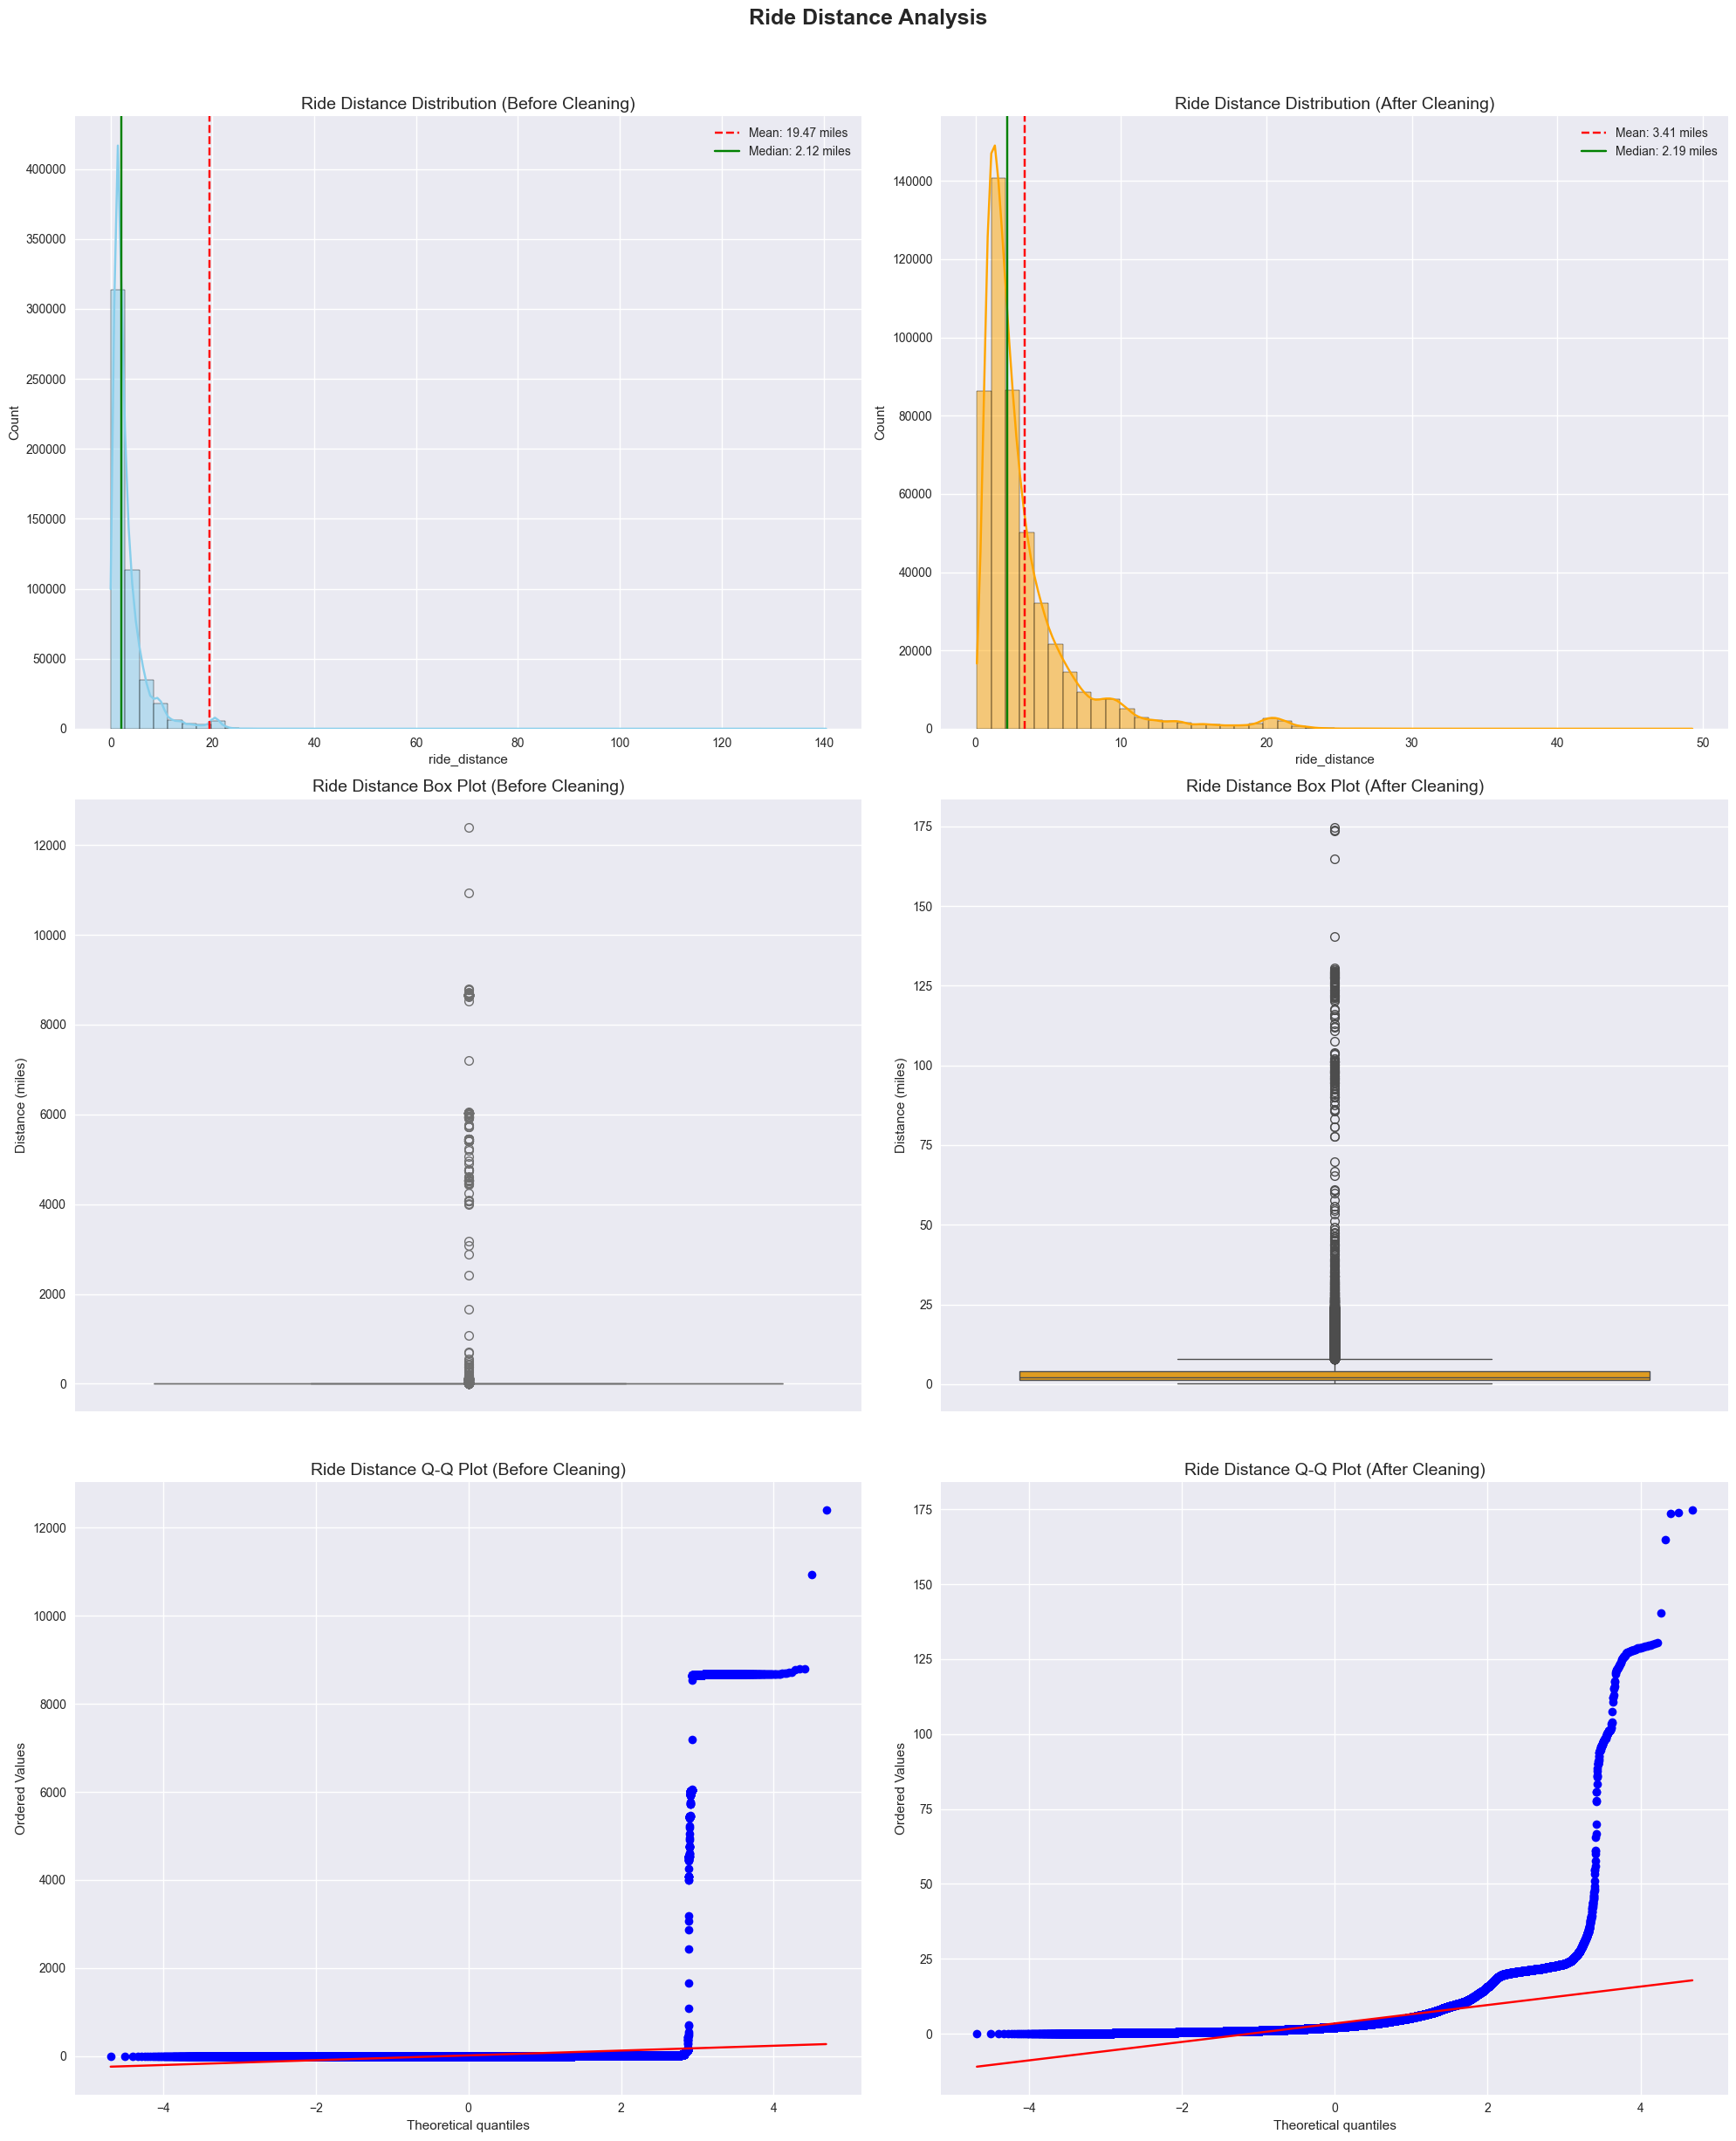 Ride Distance Analysis
Ride Distance Distribution (Before Cleaning)
Mean: 19.47 miles
Median: 2.12 miles
Count
400000
350000
300000
250000
200000
150000
100000
50000
0
0 20 40 60 80 100 120 140
ride_distance
Ride Distance Distribution (After Cleaning)
Mean: 3.41 miles
Median: 2.19 miles
Count
140000
120000
100000
80000
60000
40000
20000
0
0 10 20 30 40 50
ride_distance
Ride Distance Box Plot (Before Cleaning)
Distance (miles)
12000
10000
8000
6000
4000
2000
0
Ride Distance Box Plot (After Cleaning)
Distance (miles)
175
150
125
100
75
50
25
0
Ride Distance Q-Q Plot (Before Cleaning)
Ordered Values
12000
10000
8000
6000
4000
2000
0
−4 −2 0 2 4
Theoretical quantiles
Ride Distance Q-Q Plot (After Cleaning)
Ordered Values
175
150
125
100
75
50
25
0
−4 −2 0 2 4
Theoretical quantiles